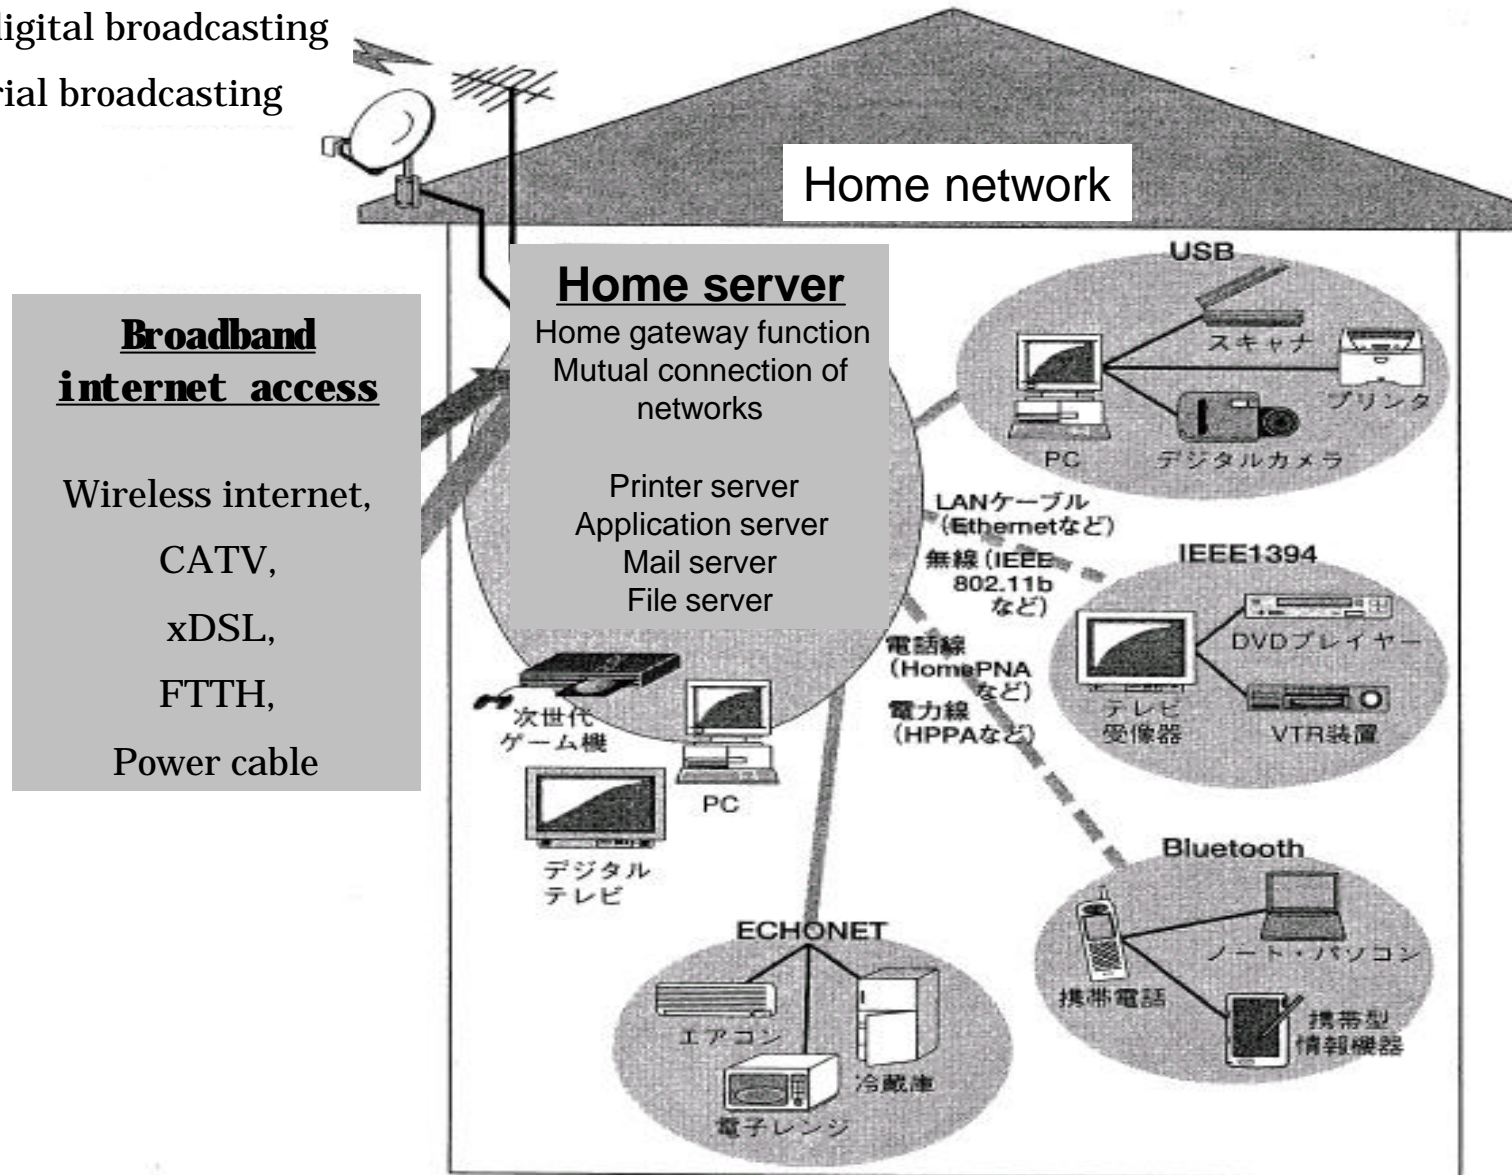 digital broadcasting
rial broadcasting
Home network
Broadband
internet access
Wireless internet,
CATV,
xDSL,
FTTH,
Power cable
Home server
Home gateway function
Mutual connection of
networks
Printer server
Application server
Mail server
File server
USB
スキャナ
プリンタ
PC
デジタルカメラ
LANケーブル
(Ethernetなど)
無線(IEEE
802.11b
など)
IEEE1394
DVDプレイヤー
テレビ
受像器
VTR装置
電話線
(HomePNA
など)
電力線
(HPPAなど)
次世代
ゲーム機
PC
デジタル
テレビ
Bluetooth
ノート・パソコン
携帯電話
携帯型
情報機器
ECHONET
エアコン
冷蔵庫
電子レンジ